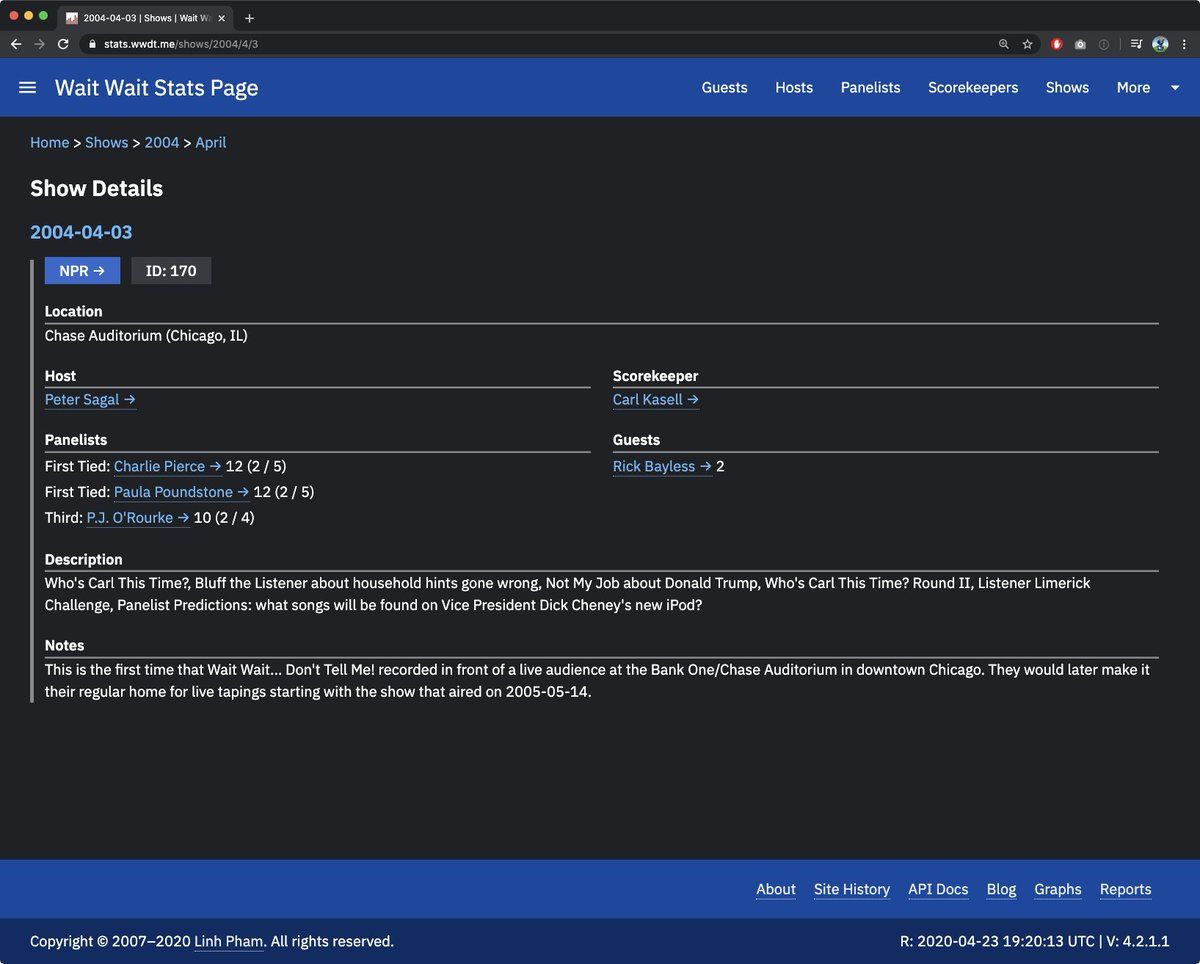 2004-04-03 | Shows | Wait Wa
stats.wwdt.me/shows/2004/4/3
Wait Wait Stats Page
Guests Hosts Panelists Scorekeepers Shows More
Home > Shows > 2004 > April
Show Details
2004-04-03
NPR → ID: 170
Location
Chase Auditorium (Chicago, IL)
Host Scorekeeper
Peter Sagal → Carl Kasell →
Panelists Guests
First Tied: Charlie Pierce → 12 (2 / 5) Rick Bayless → 2
First Tied: Paula Poundstone → 12 (2 / 5)
Third: P.J. O'Rourke → 10 (2 / 4)
Description
Who's Carl This Time?, Bluff the Listener about household hints gone wrong, Not My Job about Donald Trump, Who's Carl This Time? Round II, Listener Limerick
Challenge, Panelist Predictions: what songs will be found on Vice President Dick Cheney's new iPod?
Notes
This is the first time that Wait Wait... Don't Tell Me! recorded in front of a live audience at the Bank One/Chase Auditorium in downtown Chicago. They would later make it
their regular home for live tapings starting with the show that aired on 2005-05-14.
About Site History API Docs Blog Graphs Reports
Copyright © 2007–2020 Linh Pham. All rights reserved. R: 2020-04-23 19:20:13 UTC | V: 4.2.1.1